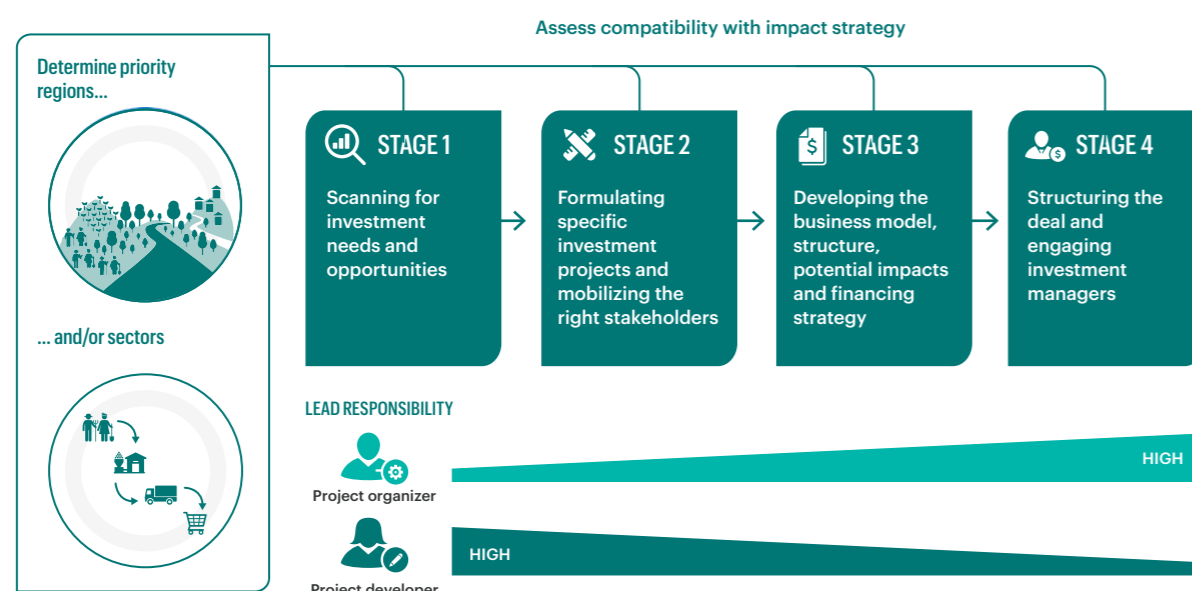 Assess compatibility with impact strategy
Determine priority
regions...
... and/or sectors
STAGE 1
Scanning for
investment
needs and
opportunities
STAGE 2
Formulating
specific
investment
projects and
mobilizing the
right stakeholders
STAGE 3
Developing the
business model,
structure,
potential impacts
and financing
strategy
STAGE 4
Structuring the
deal and
engaging
investment
managers
LEAD RESPONSIBILITY
Project organizer
HIGH
Project developer
HIGH